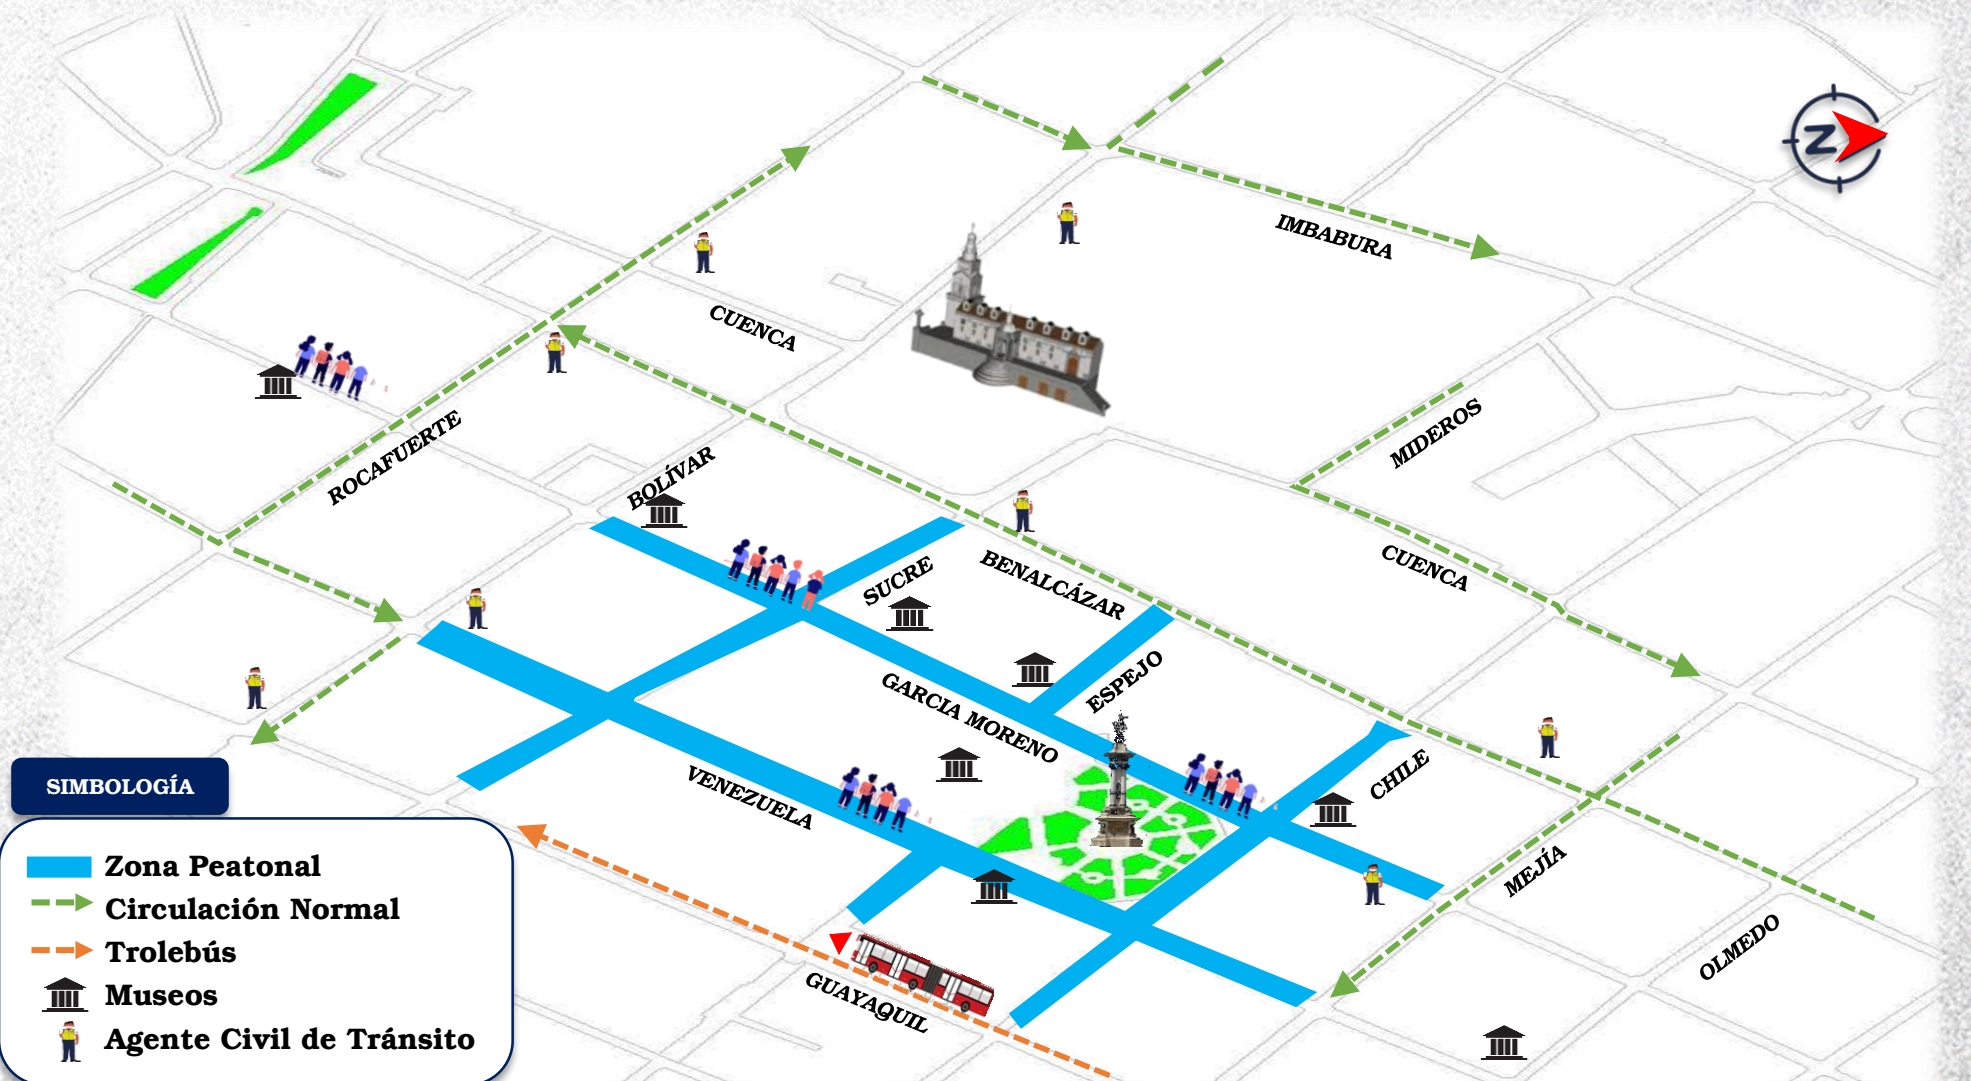 IMBABURA
CUENCA
MIDEROS
ROCAFUERTE
BOLÍVAR
SUCRE
BENALCÁZAR
CUENCA
ESPEJO
GARCIA MORENO
CHILE
VENEZUELA
MEJÍA
OLMEDO
GUAYAQUIL
SIMBOLOGÍA
Zona Peatonal
Circulación Normal
Trolebús
Museos
Agente Civil de Tránsito